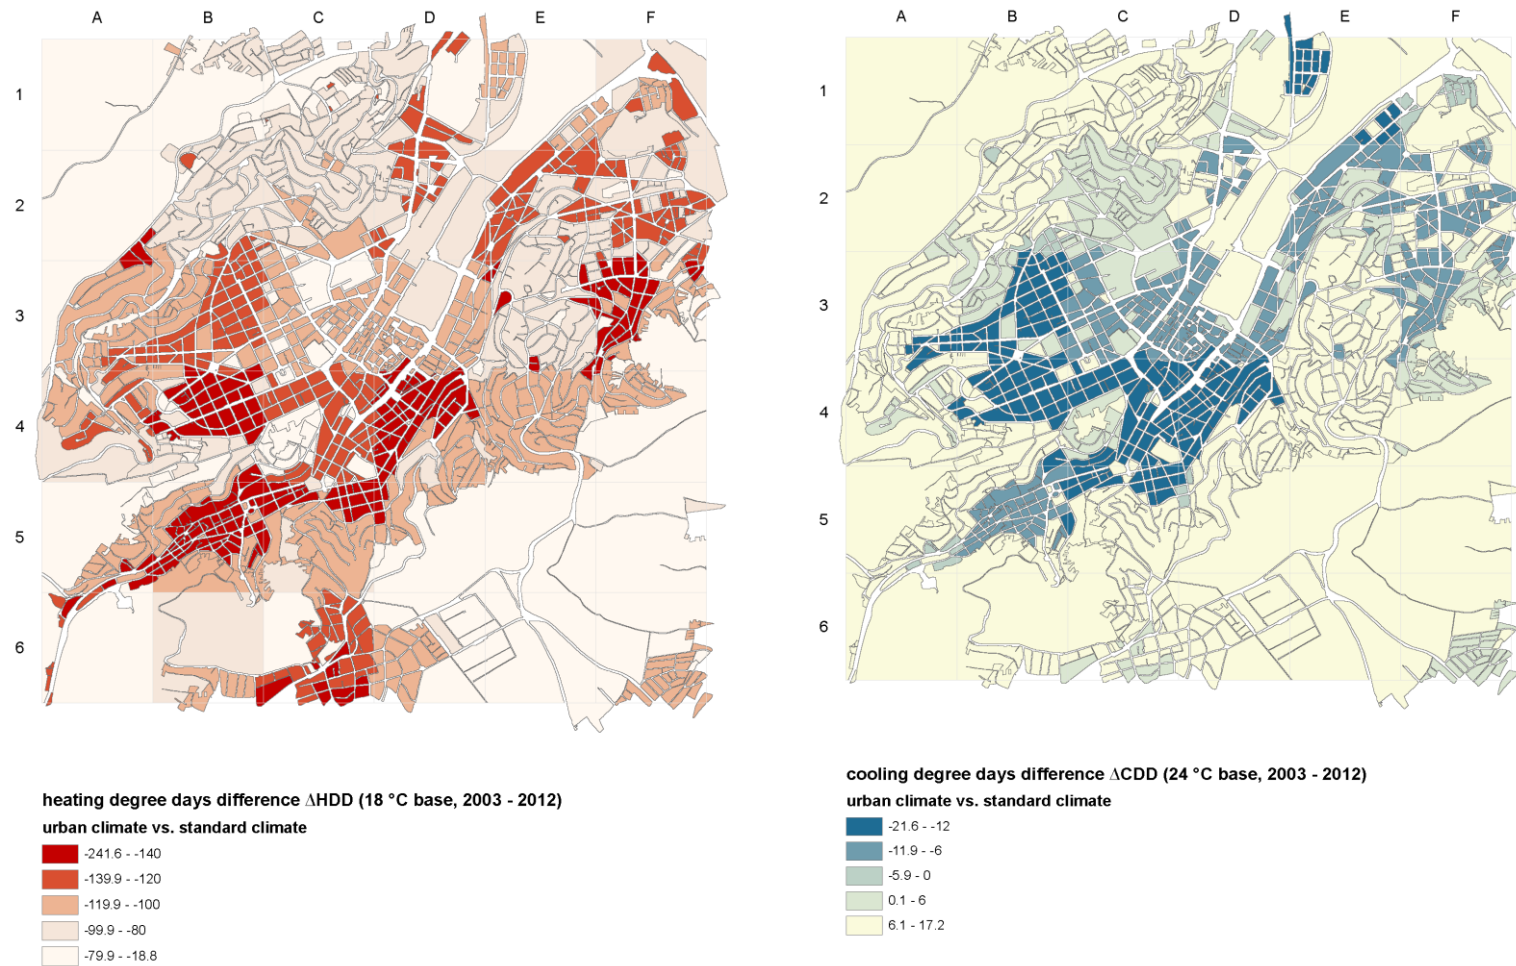 A B C D E F
1
2
3
4
5
6
heating degree days difference ∆HDD (18 °C base, 2003 - 2012)
urban climate vs. standard climate
-241.6 - -140
-139.9 - -120
-119.9 - -100
-99.9 - -80
-79.9 - -18.8
A B C D E F
1
2
3
4
5
6
cooling degree days difference ∆CDD (24 °C base, 2003 - 2012)
urban climate vs. standard climate
-21.6 - -12
-11.9 - -6
-5.9 - 0
0.1 - 6
6.1 - 17.2